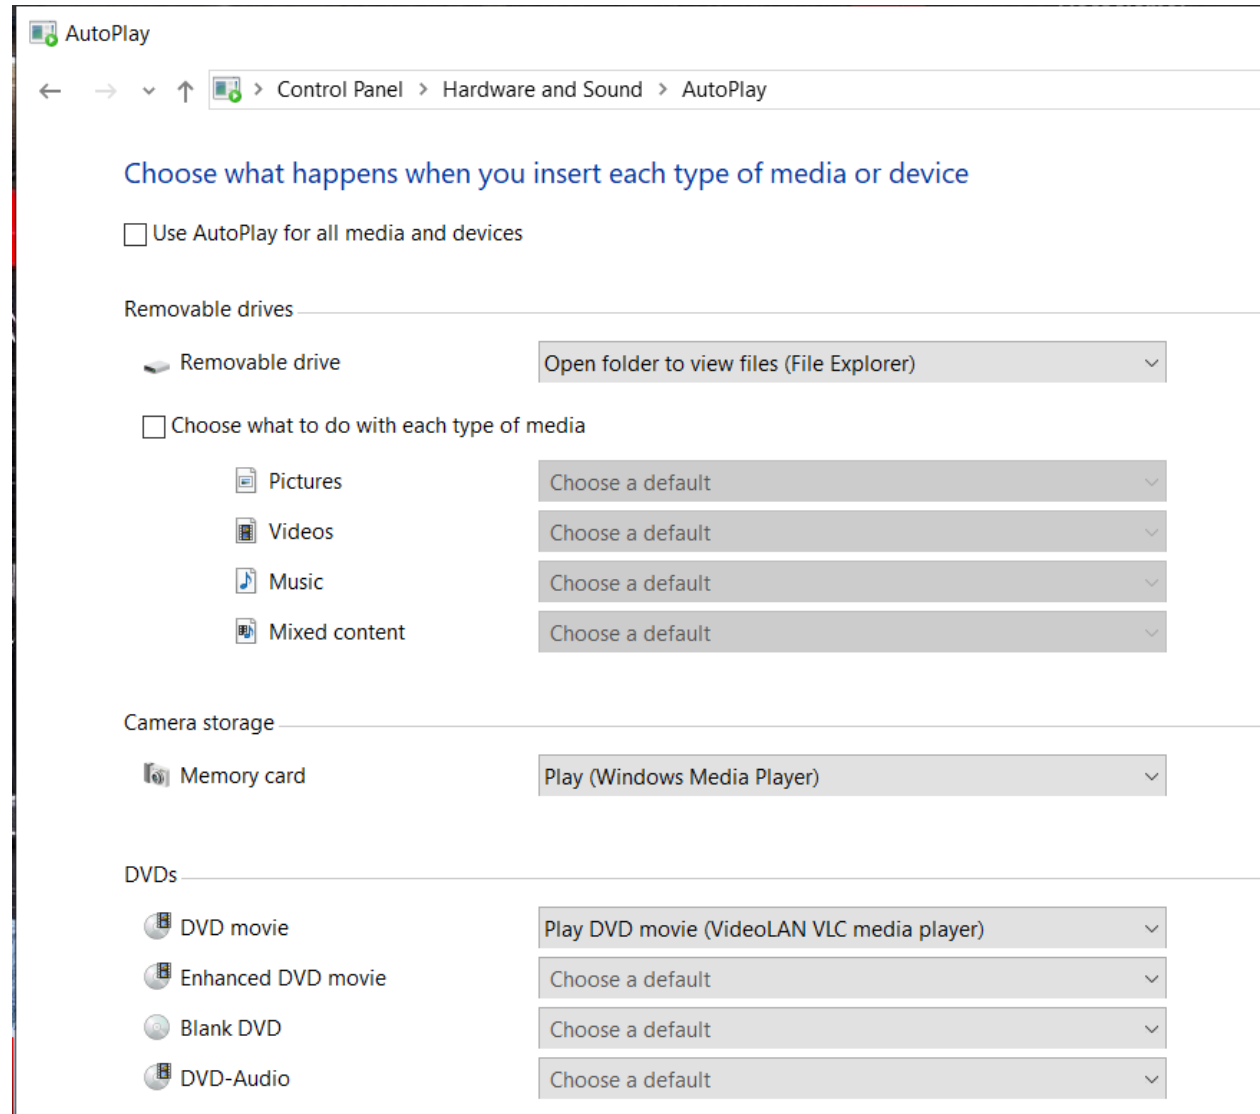 AutoPlay
Control Panel > Hardware and Sound > AutoPlay
Choose what happens when you insert each type of media or device
Use AutoPlay for all media and devices
Removable drives
Removable drive Open folder to view files (File Explorer)
Choose what to do with each type of media
Pictures Choose a default
Videos Choose a default
Music Choose a default
Mixed content Choose a default
Camera storage
Memory card Play (Windows Media Player)
DVDs
DVD movie Play DVD movie (VideoLAN VLC media player)
Enhanced DVD movie Choose a default
Blank DVD Choose a default
DVD-Audio Choose a default